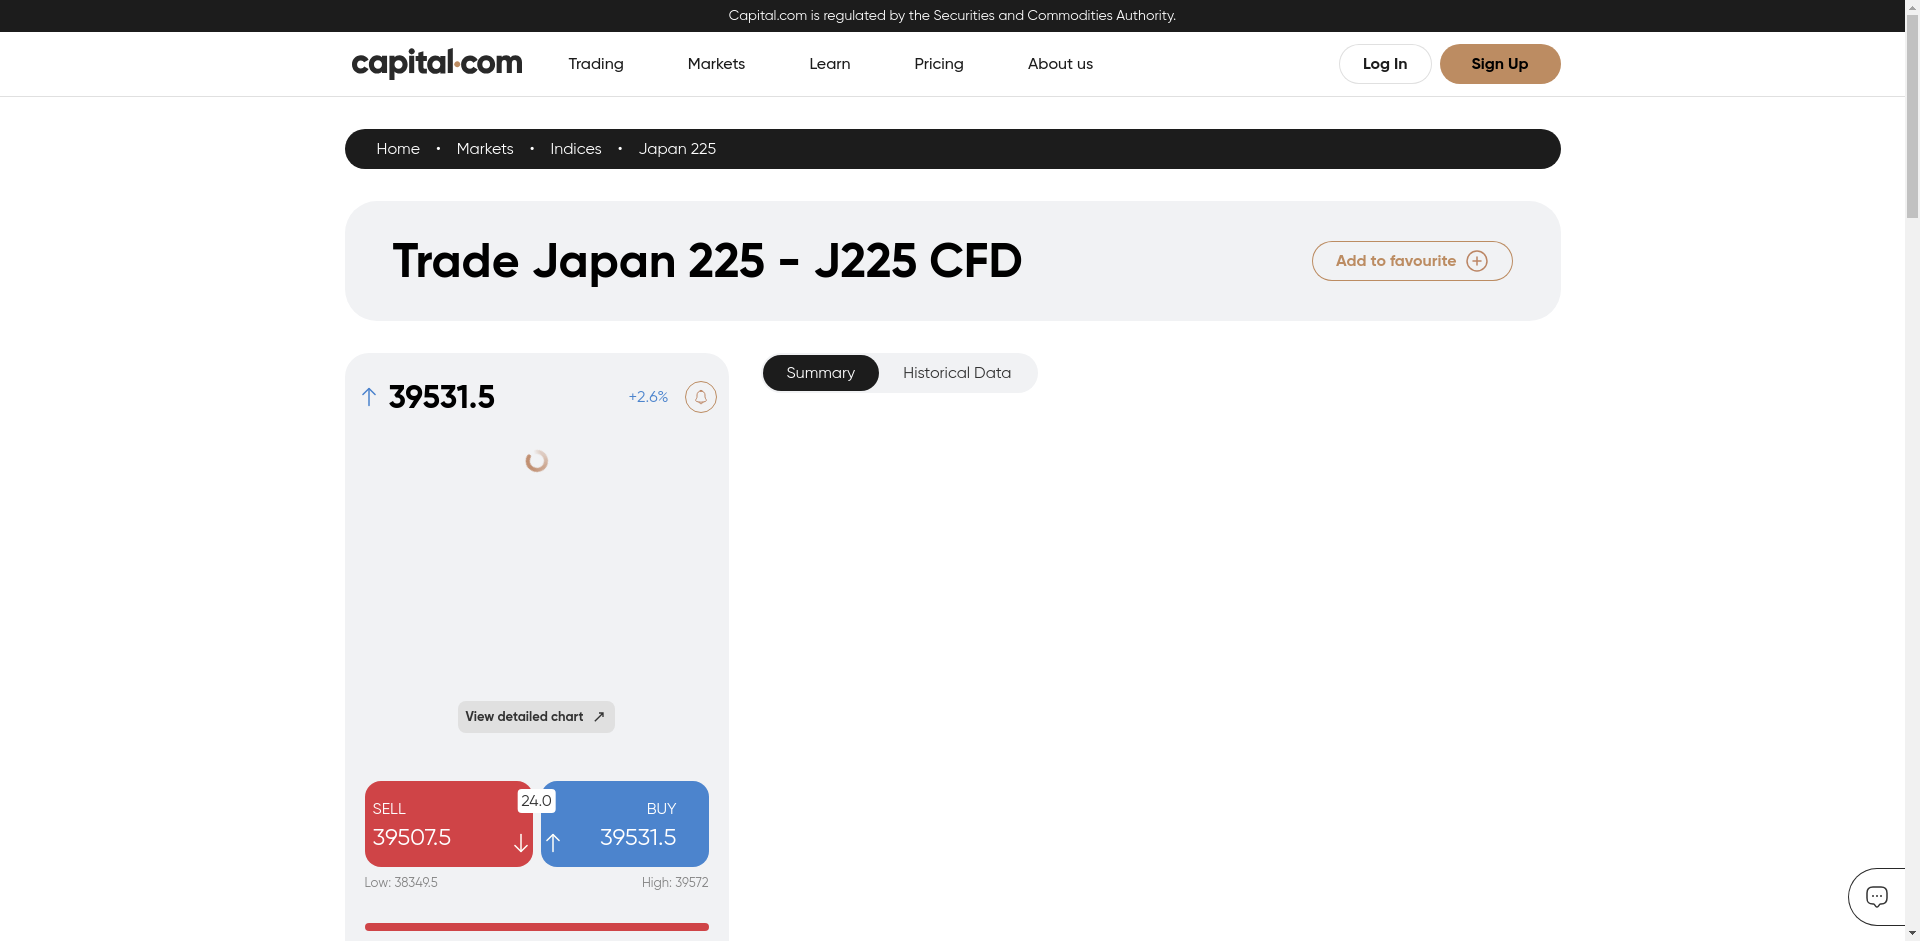 Capital.com is regulated by the Securities and Commodities Authority.
capital.com
Trading
Markets
Learn
Pricing
About us
Log In
Sign Up
Home • Markets • Indices • Japan 225
Trade Japan 225 - J225 CFD
Add to favourite
39531.5
+2.6%
Summary
Historical Data
View detailed chart
SELL
39507.5
24.0
BUY
39531.5
Low: 38349.5
High: 39572